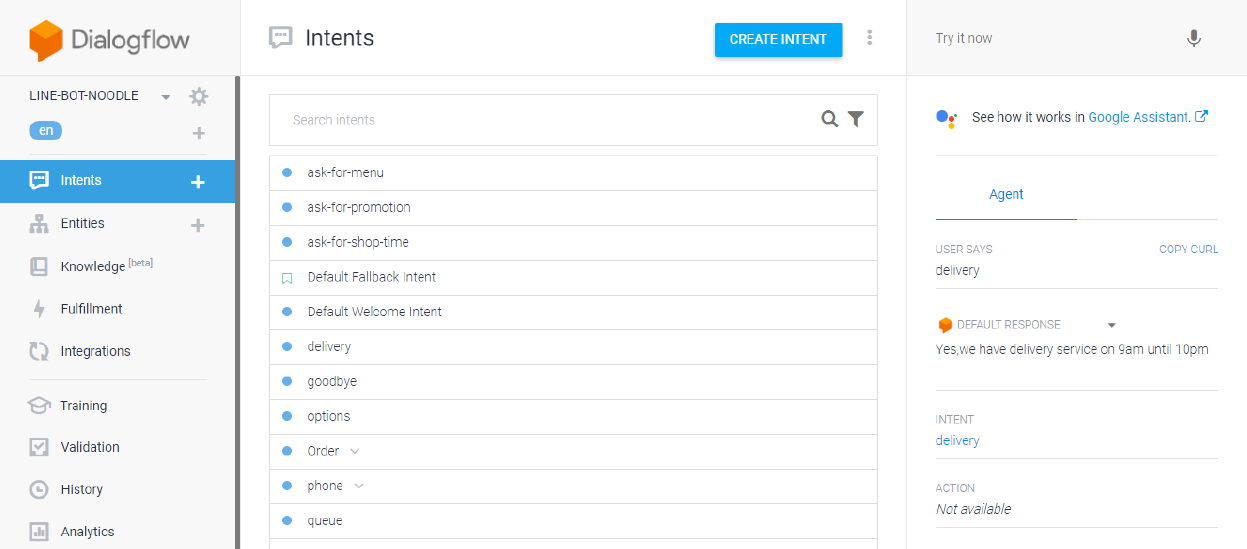 Dialogflow
LINE-BOT-NOODLE
en
Intents
Entities
Knowledge [beta]
Fulfillment
Integrations
Training
Validation
History
Analytics
Intents
CREATE INTENT
Search intents
ask-for-menu
ask-for-promotion
ask-for-shop-time
Default Fallback Intent
Default Welcome Intent
delivery
goodbye
options
Order
phone
queue
Try it now
See how it works in Google Assistant.
Agent
USER SAYS
COPY CURL
delivery
DEFAULT RESPONSE
Yes,we have delivery service on 9am until 10pm
INTENT
delivery
ACTION
Not available